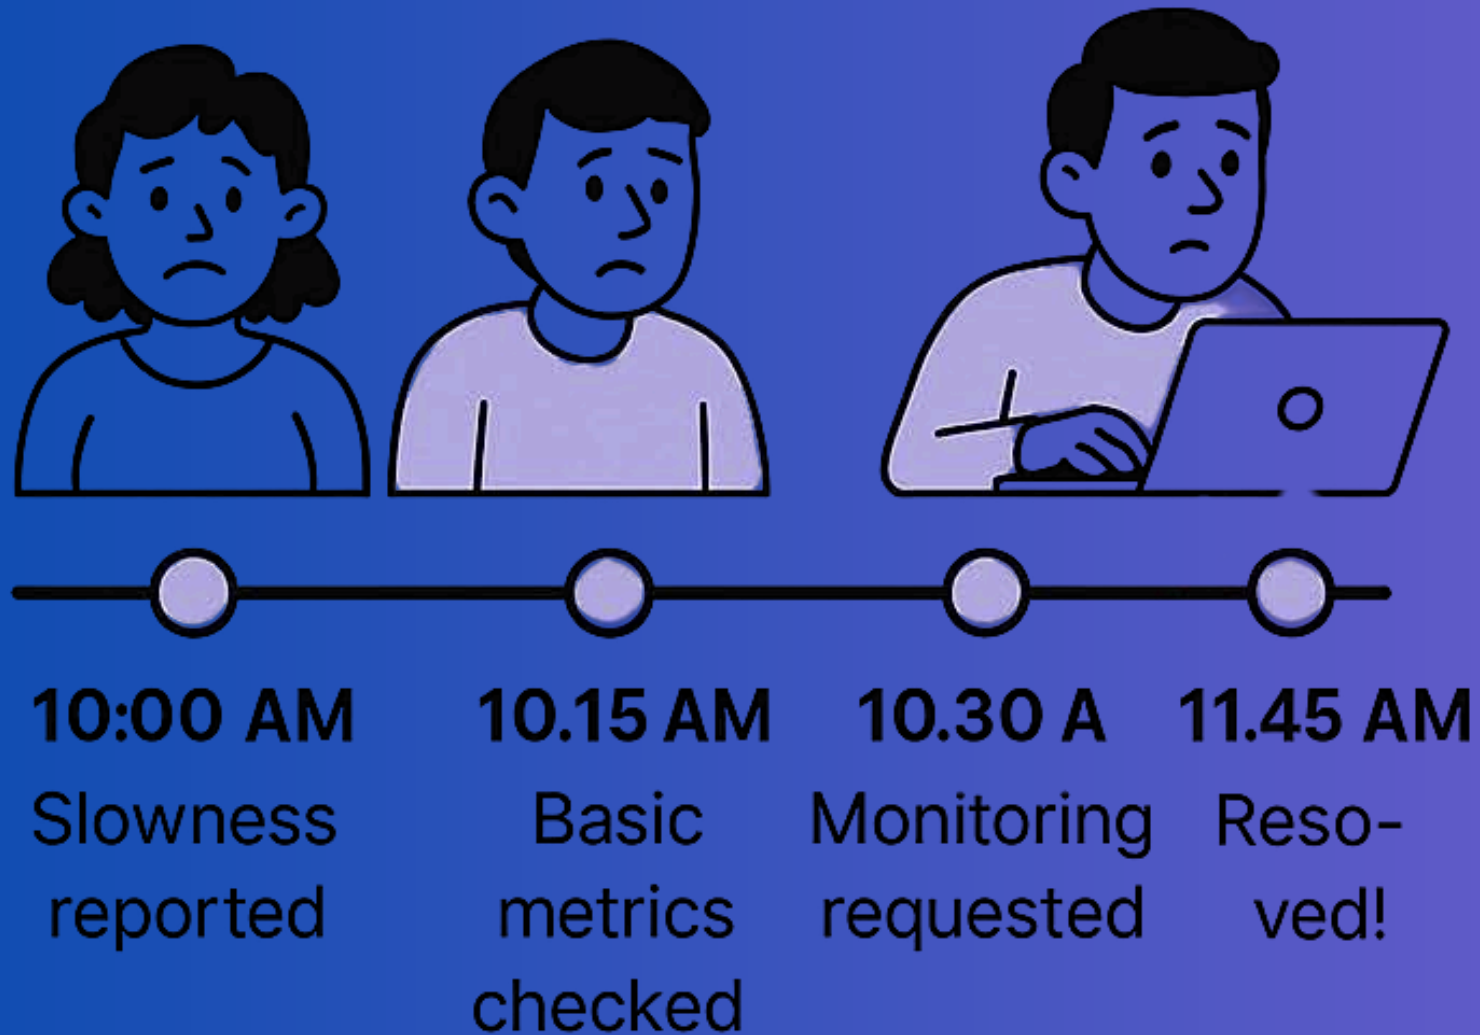 10:00 AM
Slowness
reported
10.15 AM
Basic
metrics
checked
10.30 A
Monitoring
requested
11.45 AM
Reso-
ved!